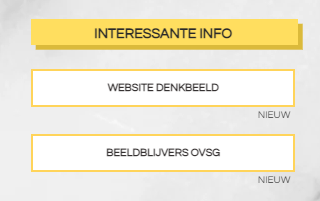 INTERESSANTE INFO
WEBSITE DENKBEELD
NIEUW
BEELDBLIJVERS OVSG
NIEUW